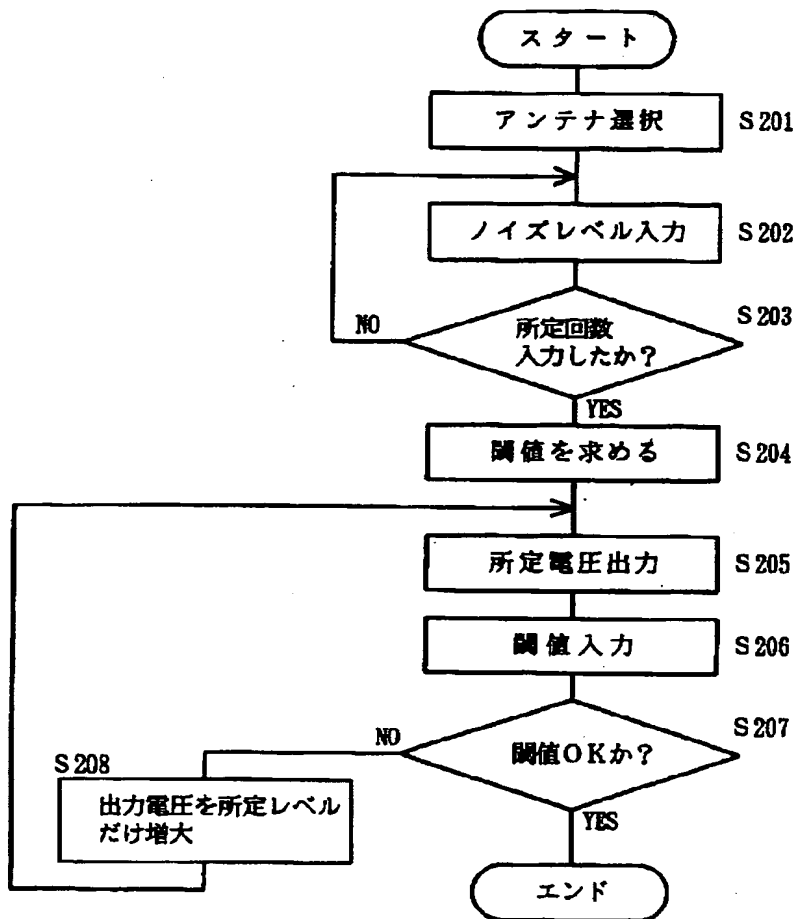 スタート
アンテナ選択
S201
ノイズレベル入力
S202
所定回数
入力したか?
S203
NO
YES
閾値を求める
S204
所定電圧出力
S205
閾値入力
S206
閾値OKか?
S207
NO
S208
出力電圧を所定レベル
だけ増大
YES
エンド